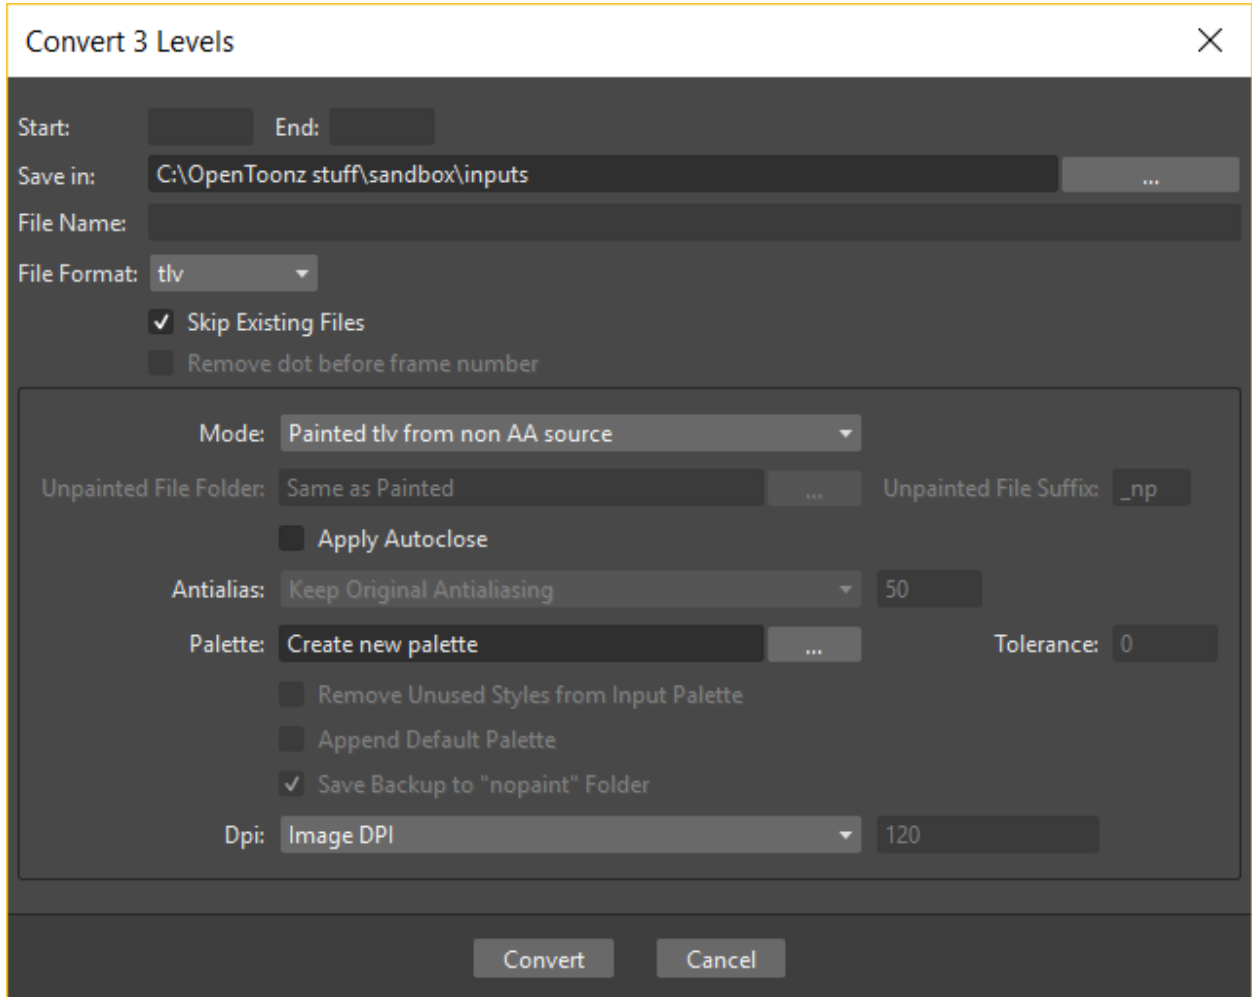 Convert 3 Levels
Start: End:
Save in: C:\OpenToonz stuff\sandbox\inputs ...
File Name:
File Format: tlv
Skip Existing Files
Remove dot before frame number
Mode: Painted tlv from non AA source
Unpainted File Folder: Same as Painted ... Unpainted File Suffix: _np
Apply Autoclose
Antialias: Keep Original Antialiasing 50
Palette: Create new palette ... Tolerance: 0
Remove Unused Styles from Input Palette
Append Default Palette
Save Backup to "nopaint" Folder
Dpi: Image DPI 120
Convert Cancel